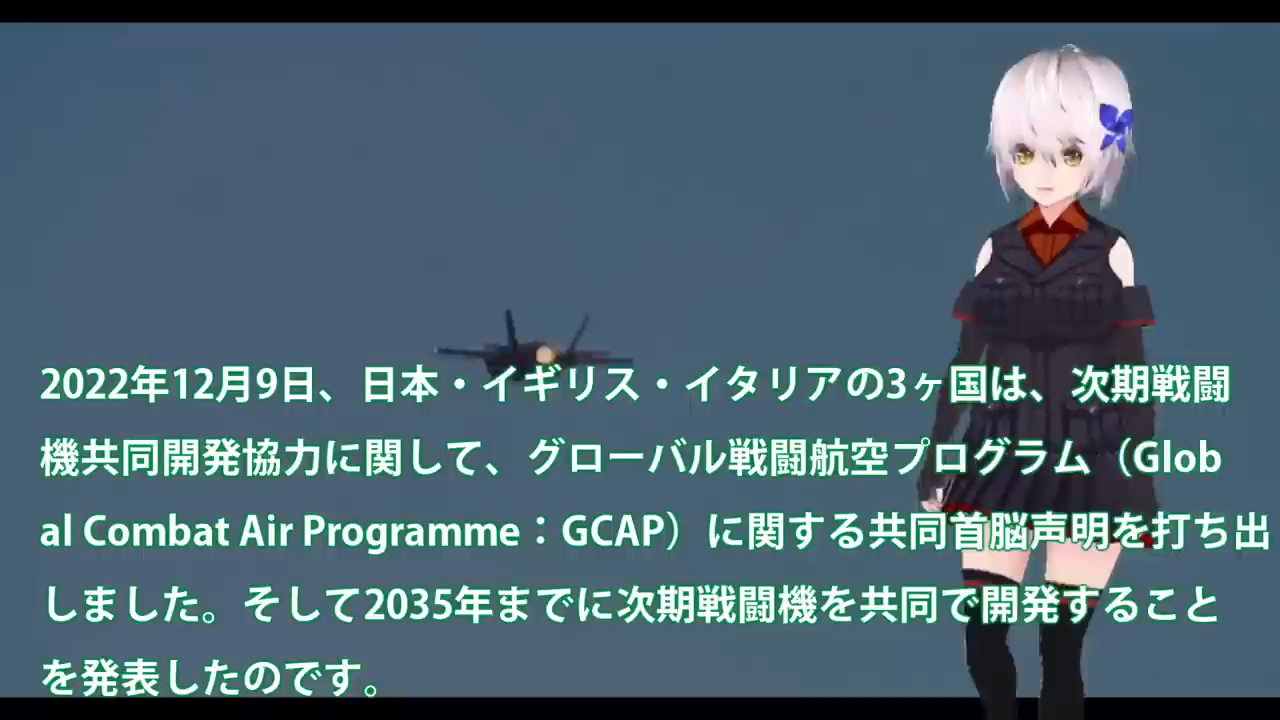 2022年12月9日、日本・イギリス・イタリアの3ヶ国は、次期戦闘
機共同開発協力に関して、グローバル戦闘航空プログラム（Glob
al Combat Air Programme：GCAP）に関する共同首脳声明を打ち出
しました。そして2035年までに次期戦闘機を共同で開発すること
を発表したのです。